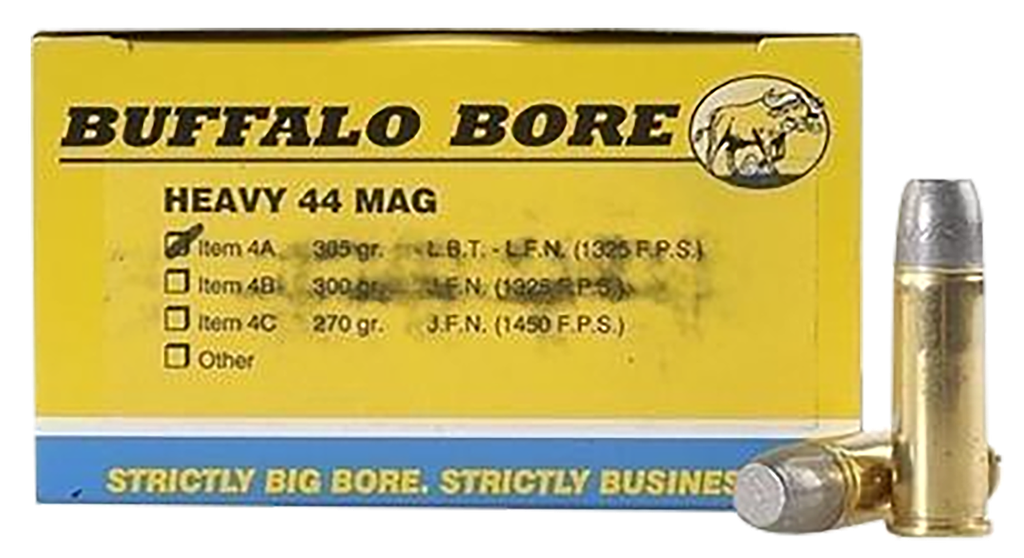 BUFFALO BORE
HEAVY 44 MAG
Item 4A 305 gr. - L.B.T. - L.F.N. (1325 F.P.S.)
Item 4B 300 gr. J.F.N. (1325 F.P.S.)
Item 4C 270 gr. J.F.N. (1450 F.P.S.)
Other
STRICTLY BIG BORE. STRICTLY BUSINES